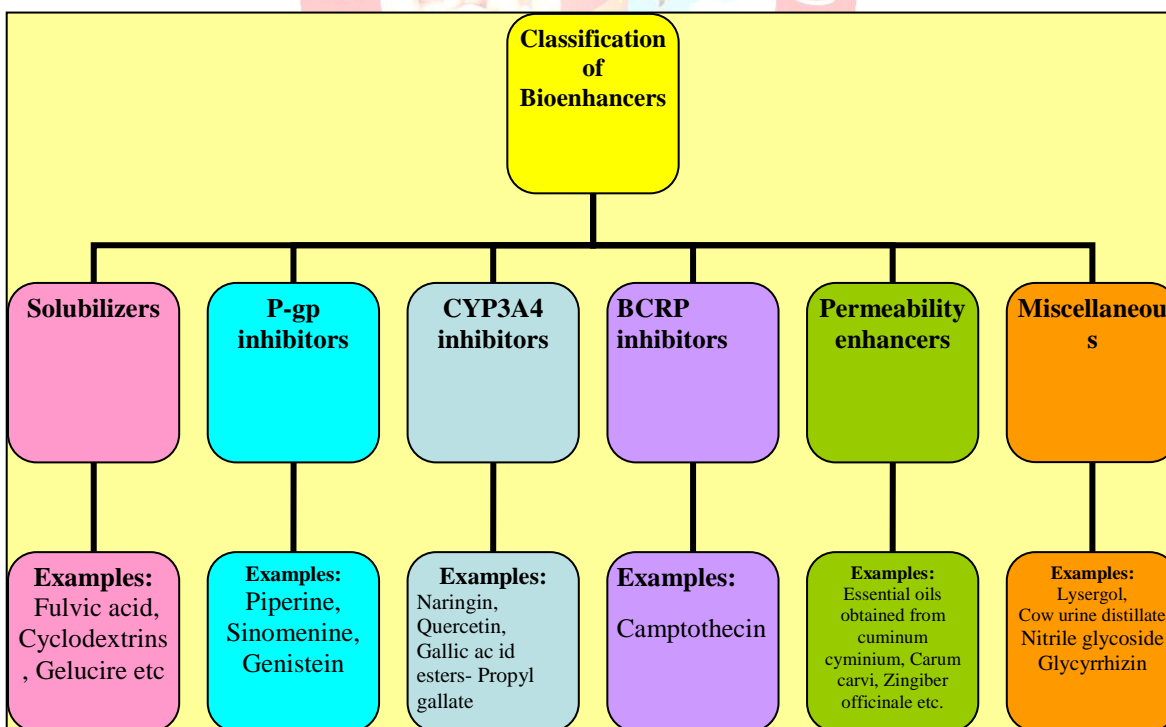 Classification
of
Bioenhancers
Solubilizers
P-gp
inhibitors
CYP3A4
inhibitors
BCRP
inhibitors
Permeability
enhancers
Miscellaneou
s
Examples:
Fulvic acid,
Cyclodextrins
, Gelucire etc
Examples:
Piperine,
Sinomenine,
Genistein
Examples:
Naringin,
Quercetin,
Gallic ac id
esters- Propyl
gallate
Examples:
Camptothecin
Examples:
Essential oils
obtained from
cuminum
cyminium, Carum
carvi, Zingiber
officinale etc.
Examples:
Lysergol,
Cow urine distillate
Nitrile glycoside
Glycyrrhizin